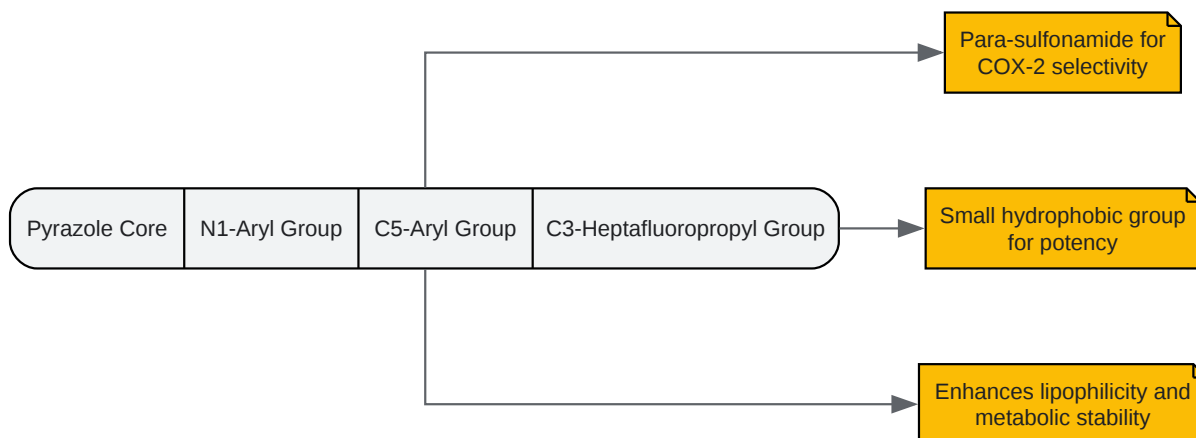 Para-sulfonamide for
COX-2 selectivity
Pyrazole Core
N1-Aryl Group
C5-Aryl Group
C3-Heptafluoropropyl Group
Small hydrophobic group
for potency
Enhances lipophilicity and
metabolic stability